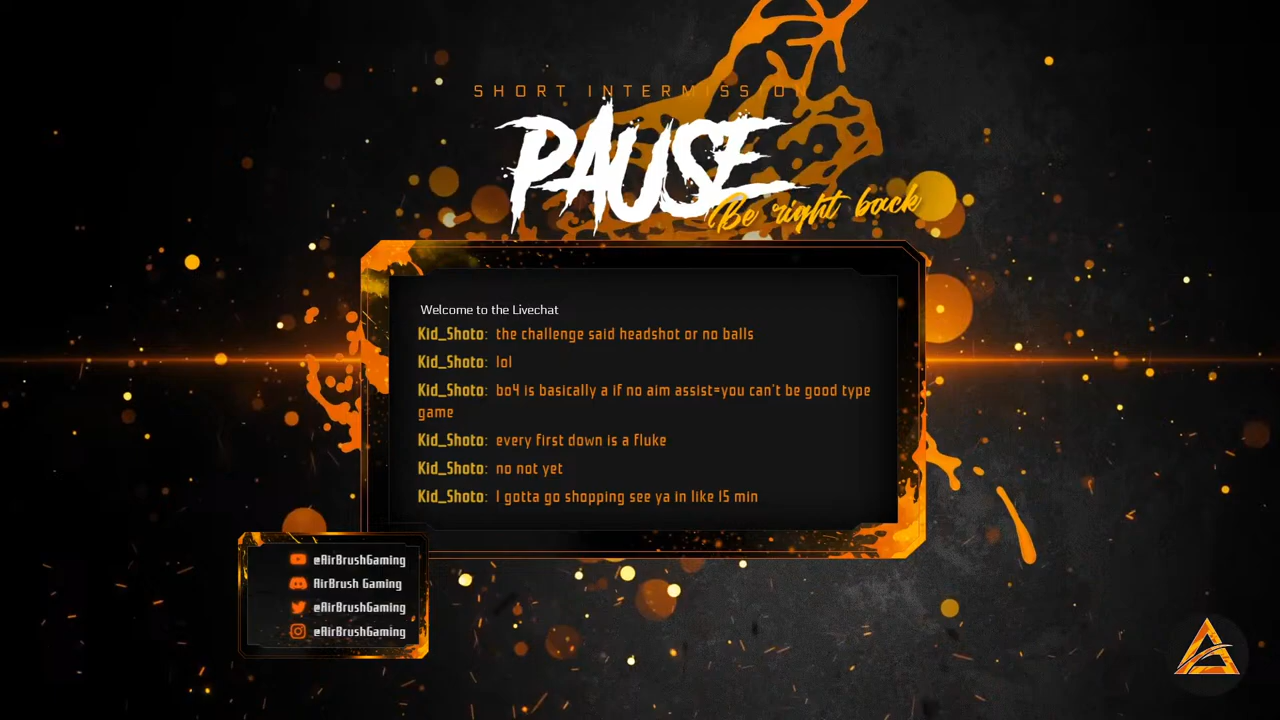 SHORT INTERMISSION
PAUSE
Be right back
Welcome to the Livechat
Kid_Shoto: the challenge said headshot or no balls
Kid_Shoto: lol
Kid_Shoto: bo4 is basically a if no aim assist=you can't be good type
game
Kid_Shoto: every first down is a fluke
Kid_Shoto: no not yet
Kid_Shoto: I gotta go shopping see ya in like 15 min
@AirBrushGaming
AirBrush Gaming
@AirBrushGaming
@AirBrushGaming